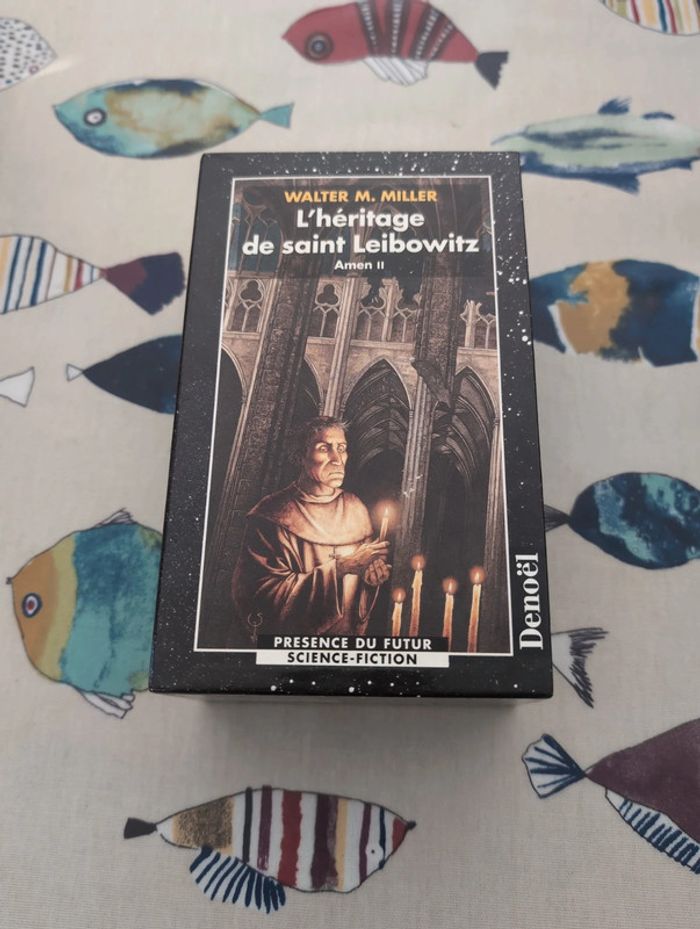 WALTER M. MILLER
L'héritage
de saint Leibowitz
Amen II
Denoël
PRESENCE DU FUTUR
SCIENCE-FICTION